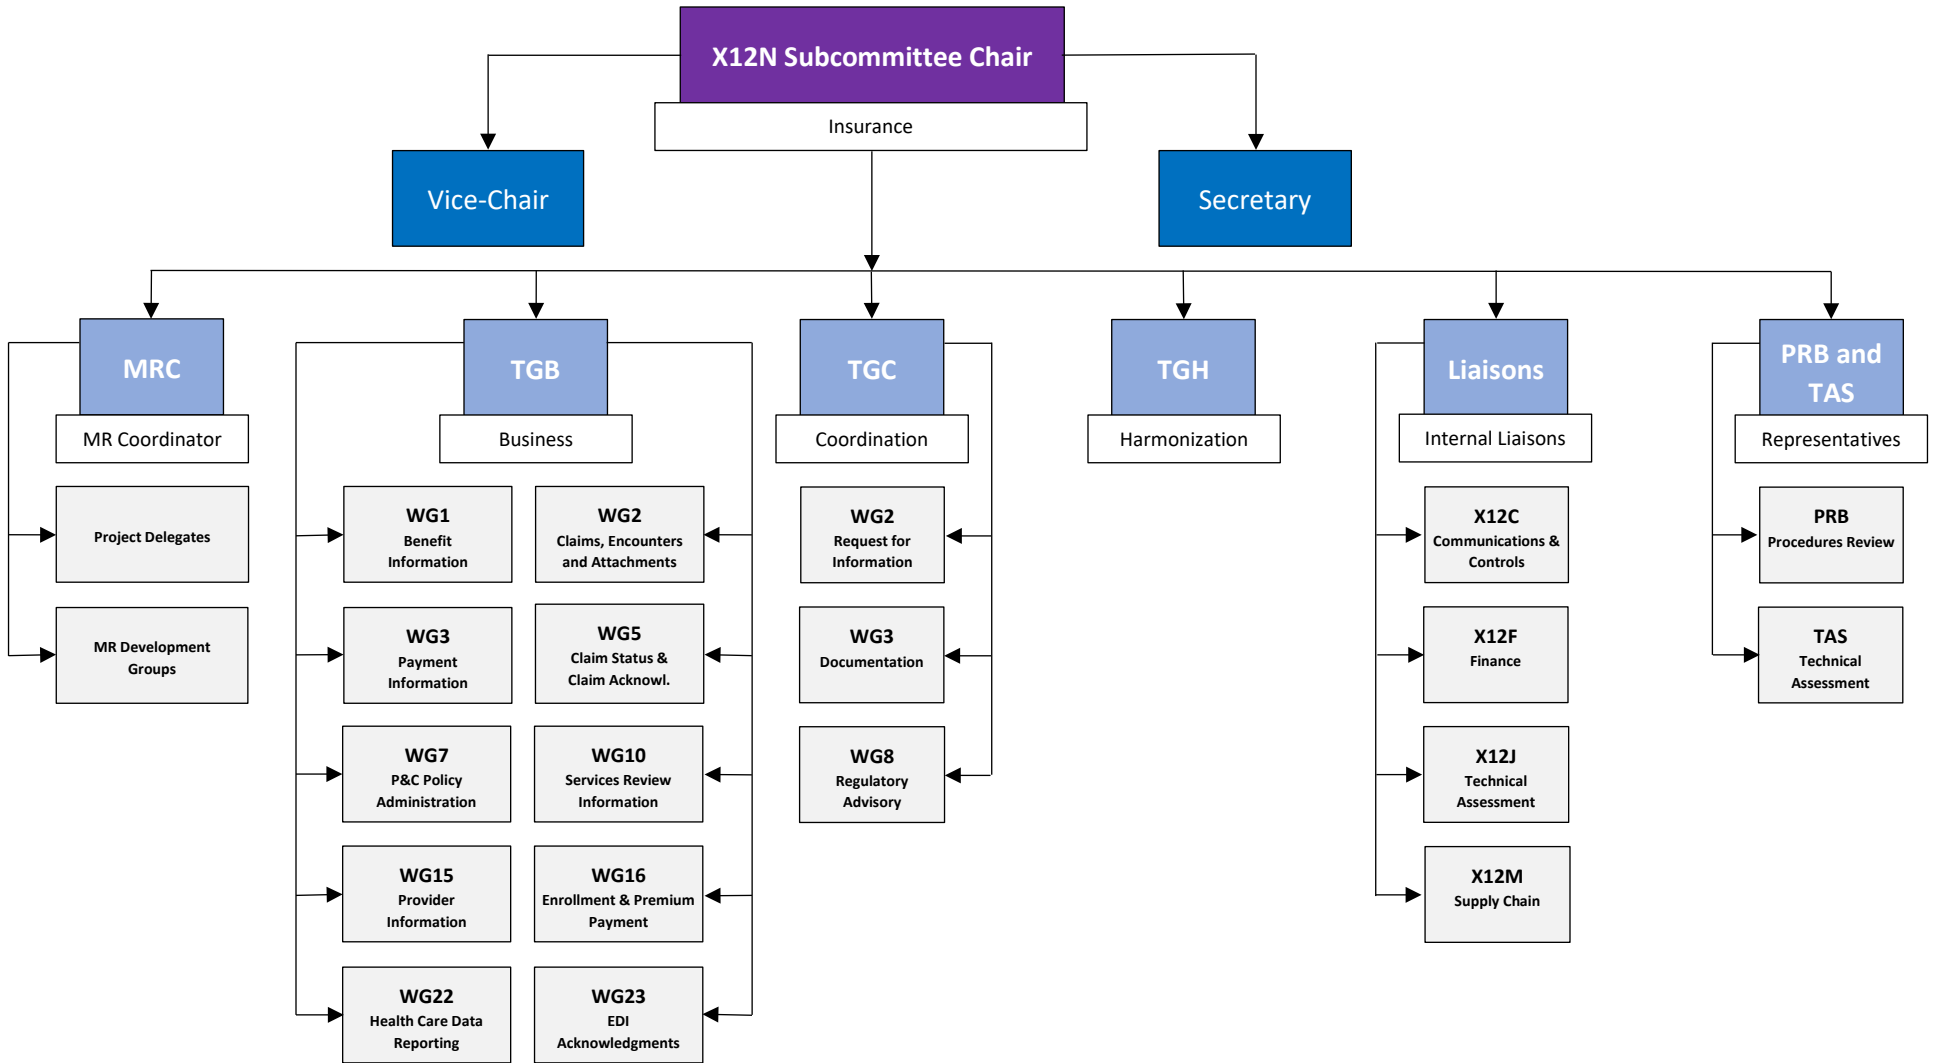 X12N Subcommittee Chair
Insurance
Vice-Chair
Secretary
MRC
MR Coordinator
Project Delegates
MR Development
Groups
TGB
Business
WG1
Benefit
Information
WG2
Claims, Encounters
and Attachments
WG3
Payment
Information
WG5
Claim Status &
Claim Acknowl.
WG7
P&C Policy
Administration
WG10
Services Review
Information
WG15
Provider
Information
WG16
Enrollment & Premium
Payment
WG22
Health Care Data
Reporting
WG23
EDI
Acknowledgments
TGC
Coordination
WG2
Request for
Information
WG3
Documentation
WG8
Regulatory
Advisory
TGH
Harmonization
Liaisons
Internal Liaisons
X12C
Communications &
Controls
X12F
Finance
X12J
Technical
Assessment
X12M
Supply Chain
PRB and
TAS
Representatives
PRB
Procedures Review
TAS
Technical
Assessment